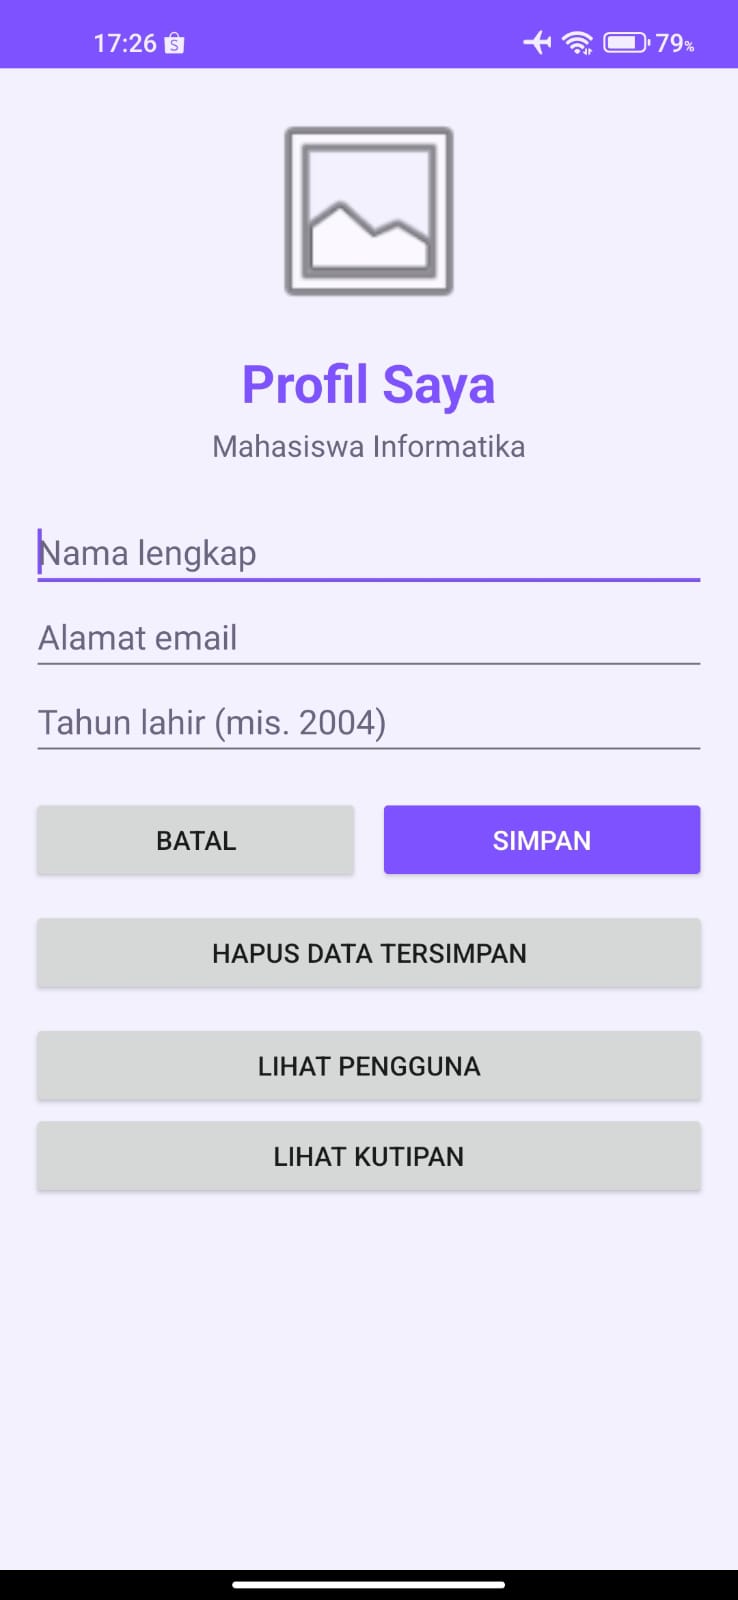 17:26
79%
Profil Saya
Mahasiswa Informatika
Nama lengkap
Alamat email
Tahun lahir (mis. 2004)
BATAL
SIMPAN
HAPUS DATA TERSIMPAN
LIHAT PENGGUNA
LIHAT KUTIPAN